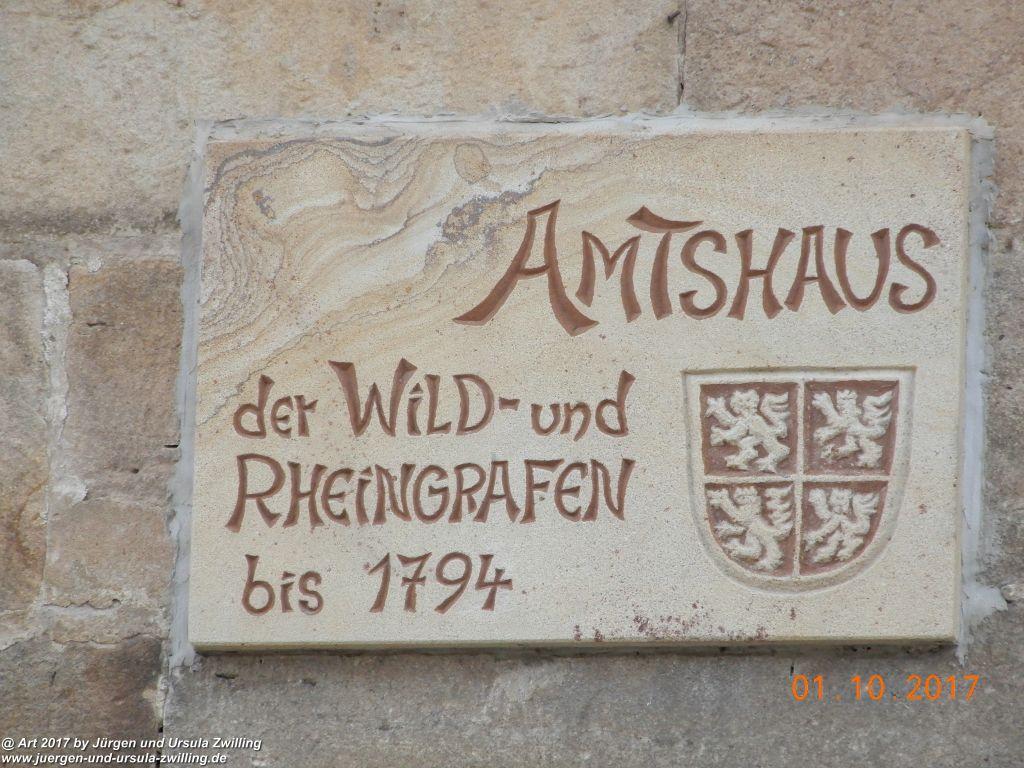 AMTSHAUS
der WILD- und
RHEINGRAFEN
bis 1794
01.10.2017
@ Art 2017 by Jürgen und Ursula Zwilling
www.juergen-und-ursula-zwilling.de